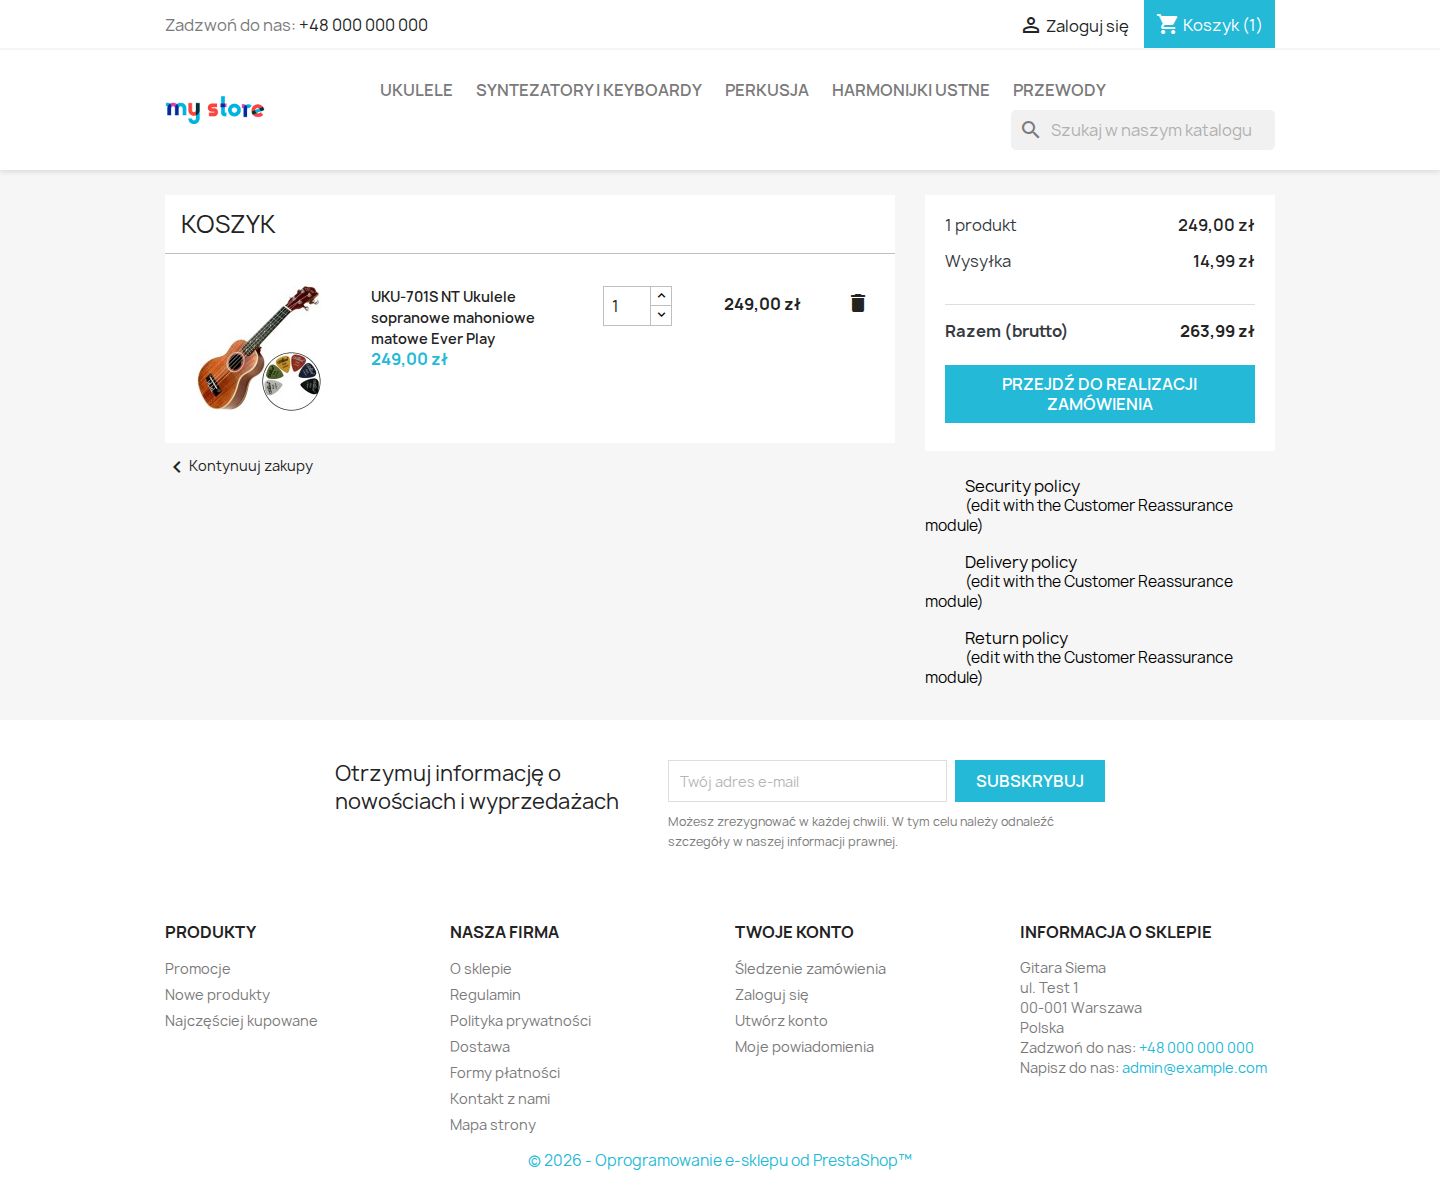 Zadzwoń do nas: +48 000 000 000
Zaloguj się
Koszyk (1)
my store
UKULELE SYNTEZATORY I KEYBOARDY PERKUSJA HARMONIJKI USTNE PRZEWODY
Szukaj w naszym katalogu
KOSZYK
UKU-701S NT Ukulele
sopranowe mahoniowe
matowe Ever Play
249,00 zł
1
249,00 zł
Kontynuuj zakupy
1 produkt 249,00 zł
Wysyłka 14,99 zł
Razem (brutto) 263,99 zł
PRZEJDŹ DO REALIZACJI
ZAMÓWIENIA
Security policy
(edit with the Customer Reassurance
module)
Delivery policy
(edit with the Customer Reassurance
module)
Return policy
(edit with the Customer Reassurance
module)
Otrzymuj informację o
nowościach i wyprzedażach
Twój adres e-mail
SUBSKRYBUJ
Możesz zrezygnować w każdej chwili. W tym celu należy odnaleźć
szczegóły w naszej informacji prawnej.
PRODUKTY
Promocje
Nowe produkty
Najczęściej kupowane
NASZA FIRMA
O sklepie
Regulamin
Polityka prywatności
Dostawa
Formy płatności
Kontakt z nami
Mapa strony
TWOJE KONTO
Śledzenie zamówienia
Zaloguj się
Utwórz konto
Moje powiadomienia
INFORMACJA O SKLEPIE
Gitara Siema
ul. Test 1
00-001 Warszawa
Polska
Zadzwoń do nas: +48 000 000 000
Napisz do nas: admin@example.com
© 2026 - Oprogramowanie e-sklepu od PrestaShop™